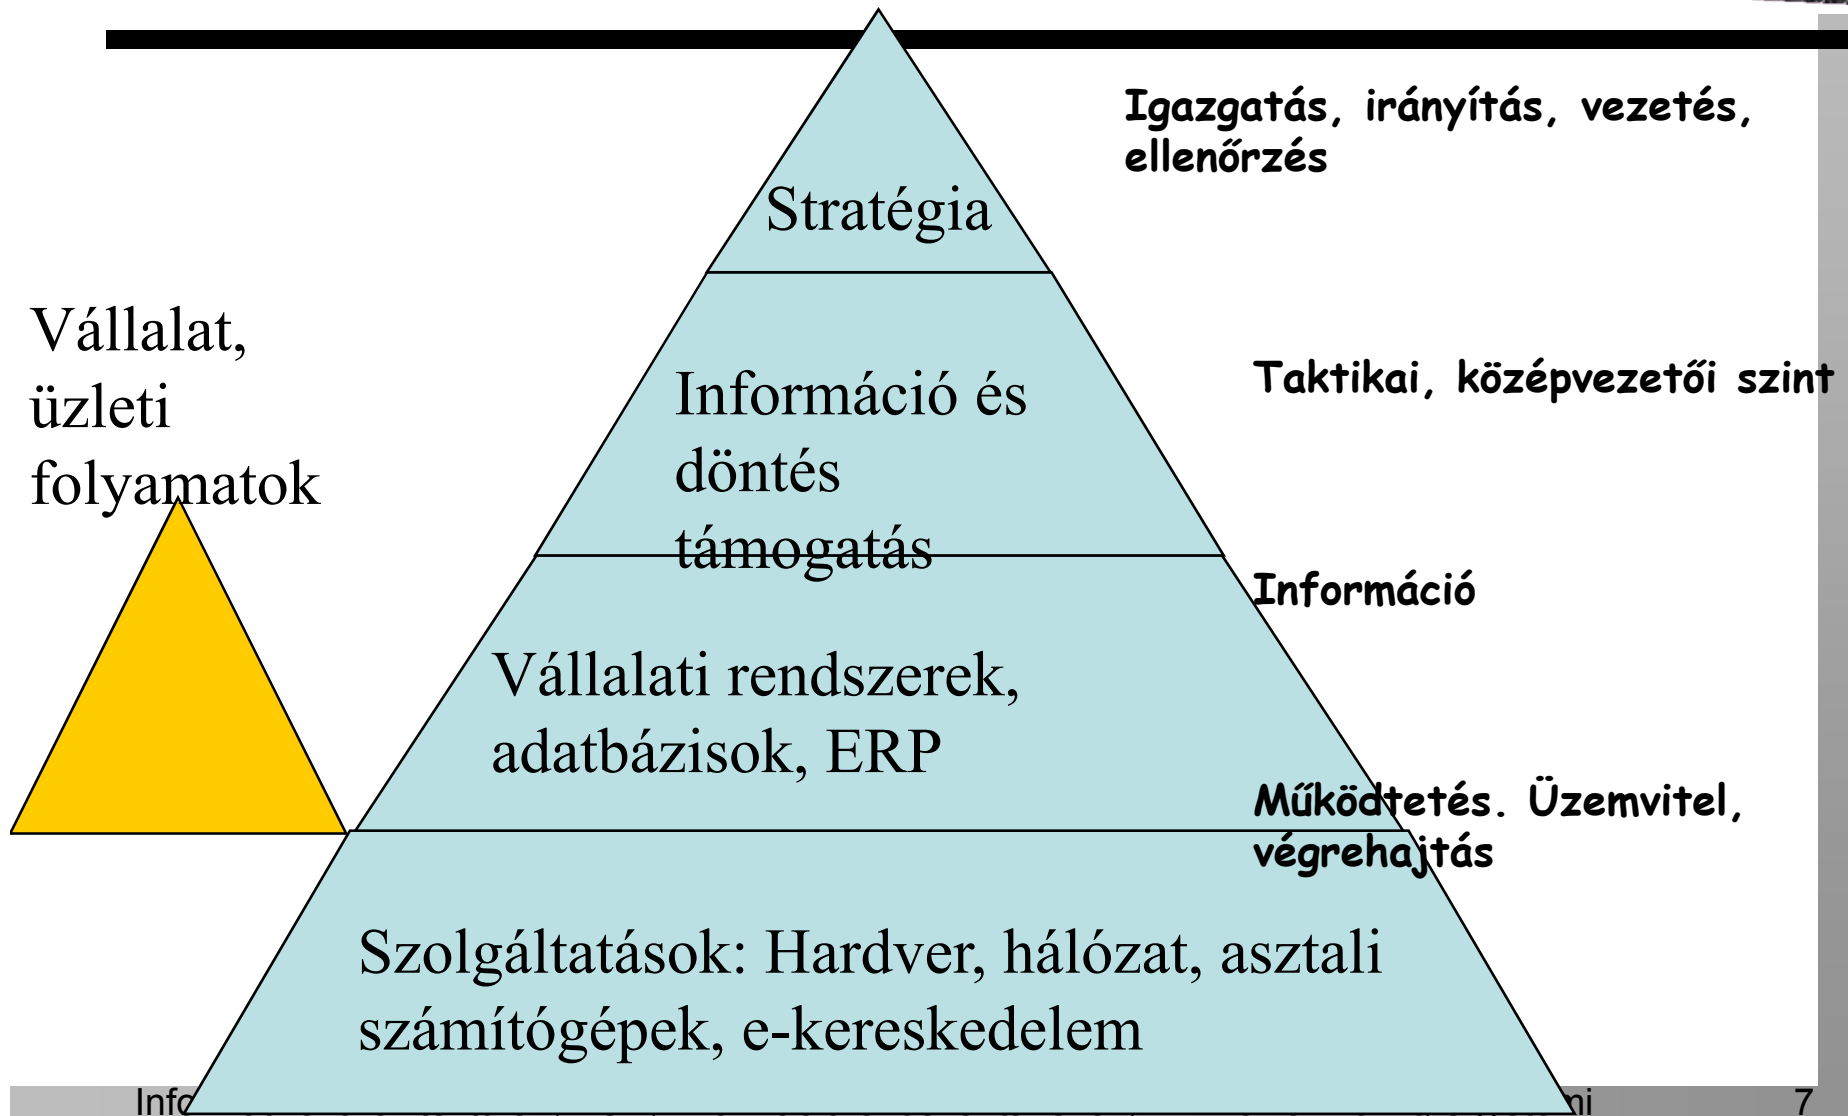 Igazgatás, irányítás, vezetés,
ellenőrzés
Stratégia
Vállalat,
üzleti
folyamatok
Információ és
döntés
támogatás
Taktikai, középvezetői szint
Információ
Vállalati rendszerek,
adatbázisok, ERP
Működtetés. Üzemvitel,
végrehajtás
Szolgáltatások: Hardver, hálózat, asztali
számítógépek, e-kereskedelem
7